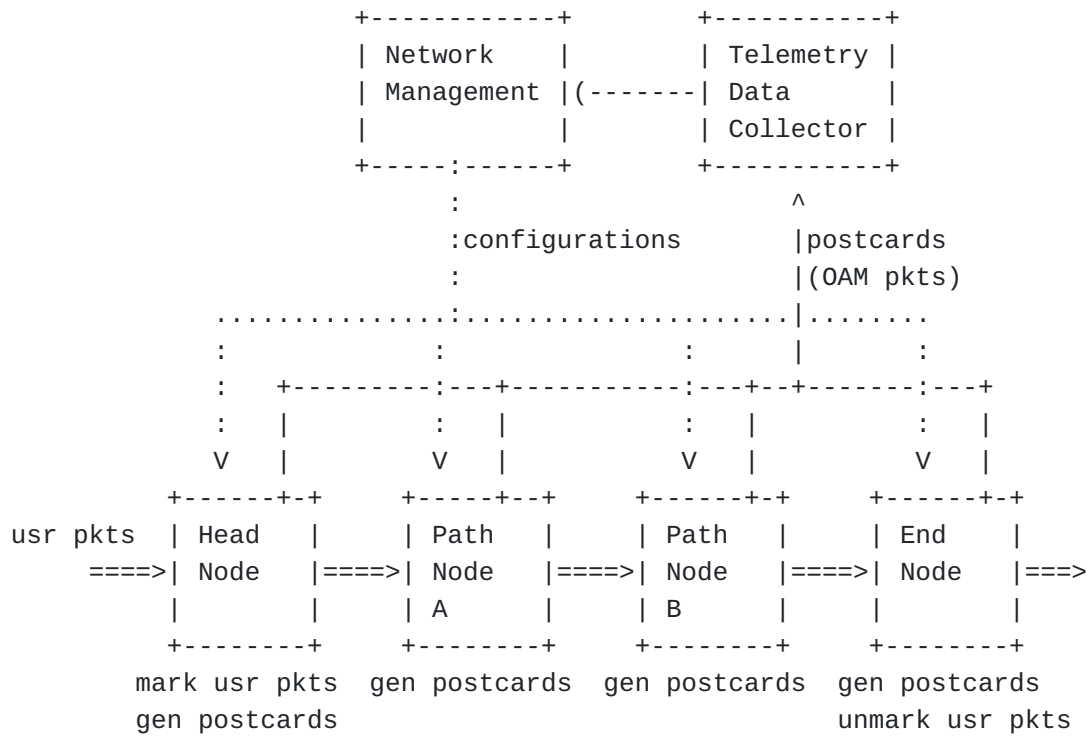 Network Telemetry
Management Data
Collector
configurations postcards
(OAM pkts)
V V V V
usr pkts Head Path Path End
Node Node Node Node
A B
mark usr pkts gen postcards gen postcards gen postcards
gen postcards unmark usr pkts